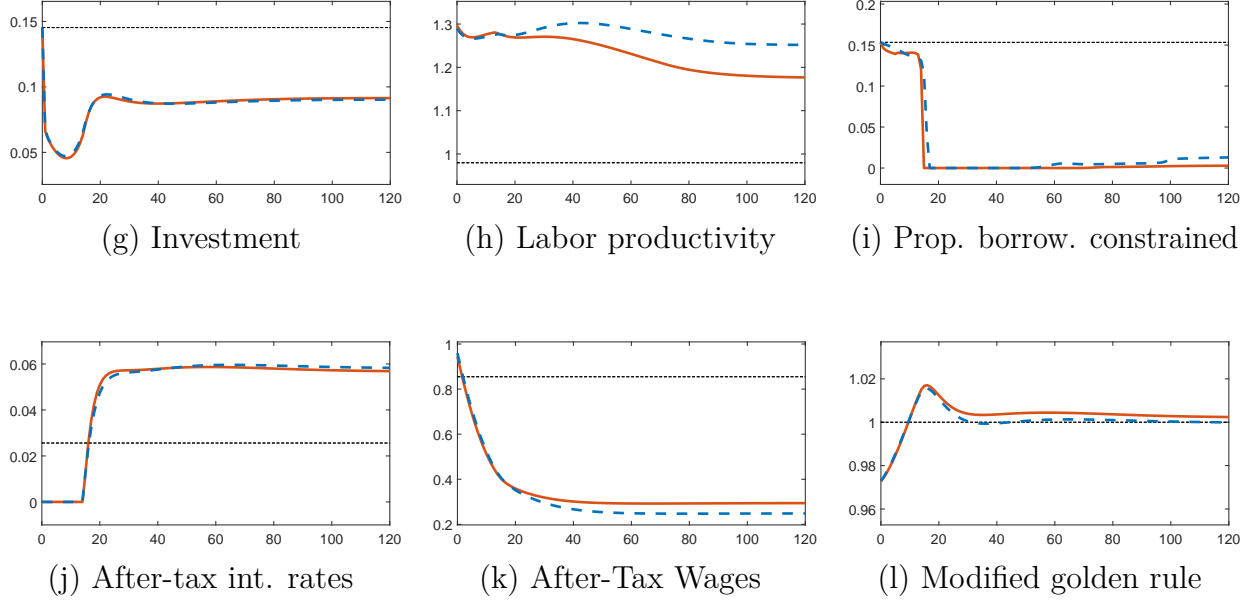 0.15
0.1
0.05
0 20 40 60 80 100 120
(g) Investment
1.3
1.2
1.1
1
0 20 40 60 80 100 120
(h) Labor productivity
0.2
0.15
0.1
0.05
0
0 20 40 60 80 100 120
(i) Prop. borrow. constrained
0.06
0.04
0.02
0
0 20 40 60 80 100 120
(j) After-tax int. rates
1
0.8
0.6
0.4
0.2
0 20 40 60 80 100 120
(k) After-Tax Wages
1.02
1
0.98
0.96
0 20 40 60 80 100 120
(l) Modified golden rule